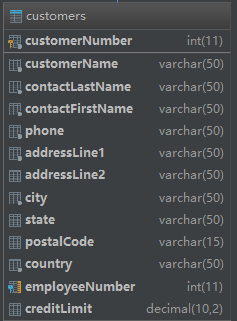 customers
customerNumber int(11)
customerName varchar(50)
contactLastName varchar(50)
contactFirstName varchar(50)
phone varchar(50)
addressLine1 varchar(50)
addressLine2 varchar(50)
city varchar(50)
state varchar(50)
postalCode varchar(15)
country varchar(50)
employeeNumber int(11)
creditLimit decimal(10,2)